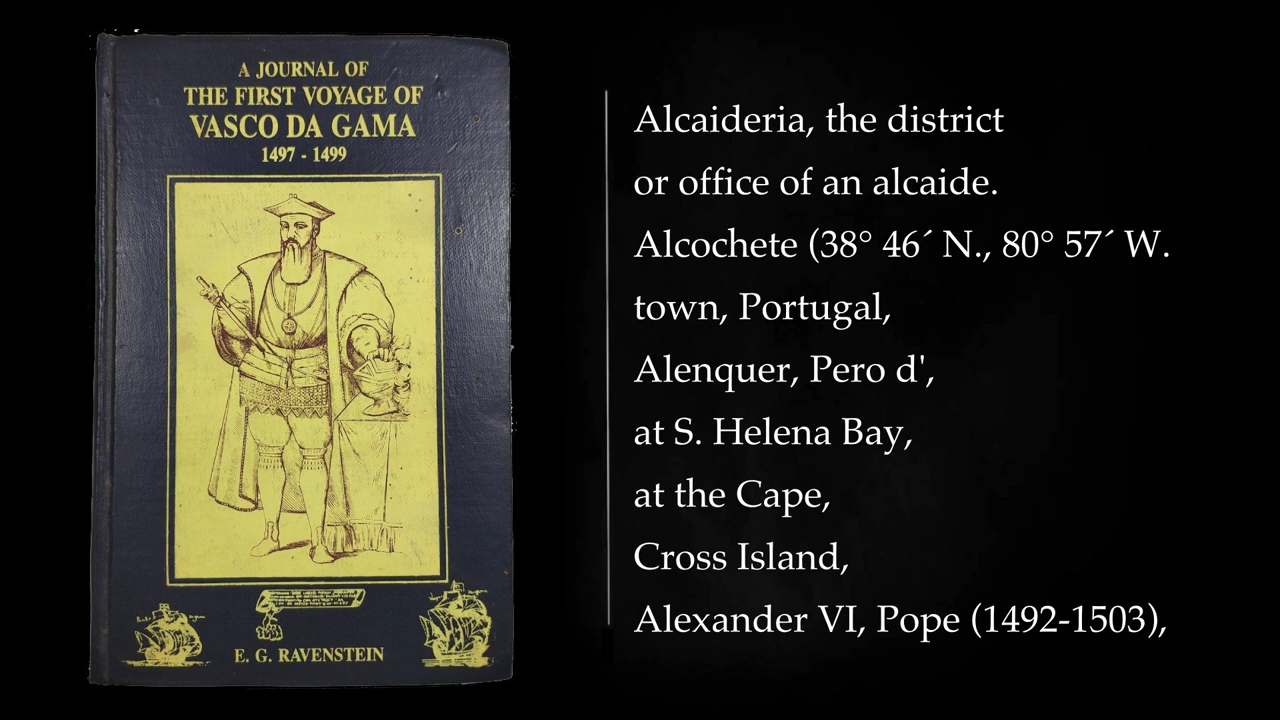 A JOURNAL OF
THE FIRST VOYAGE OF
VASCO DA GAMA
1497 - 1499
E. G. RAVENSTEIN
Alcaideria, the district
or office of an alcaide.
Alcochete (38° 46´ N., 80° 57´ W.
town, Portugal,
Alenquer, Pero d',
at S. Helena Bay,
at the Cape,
Cross Island,
Alexander VI, Pope (1492-1503),